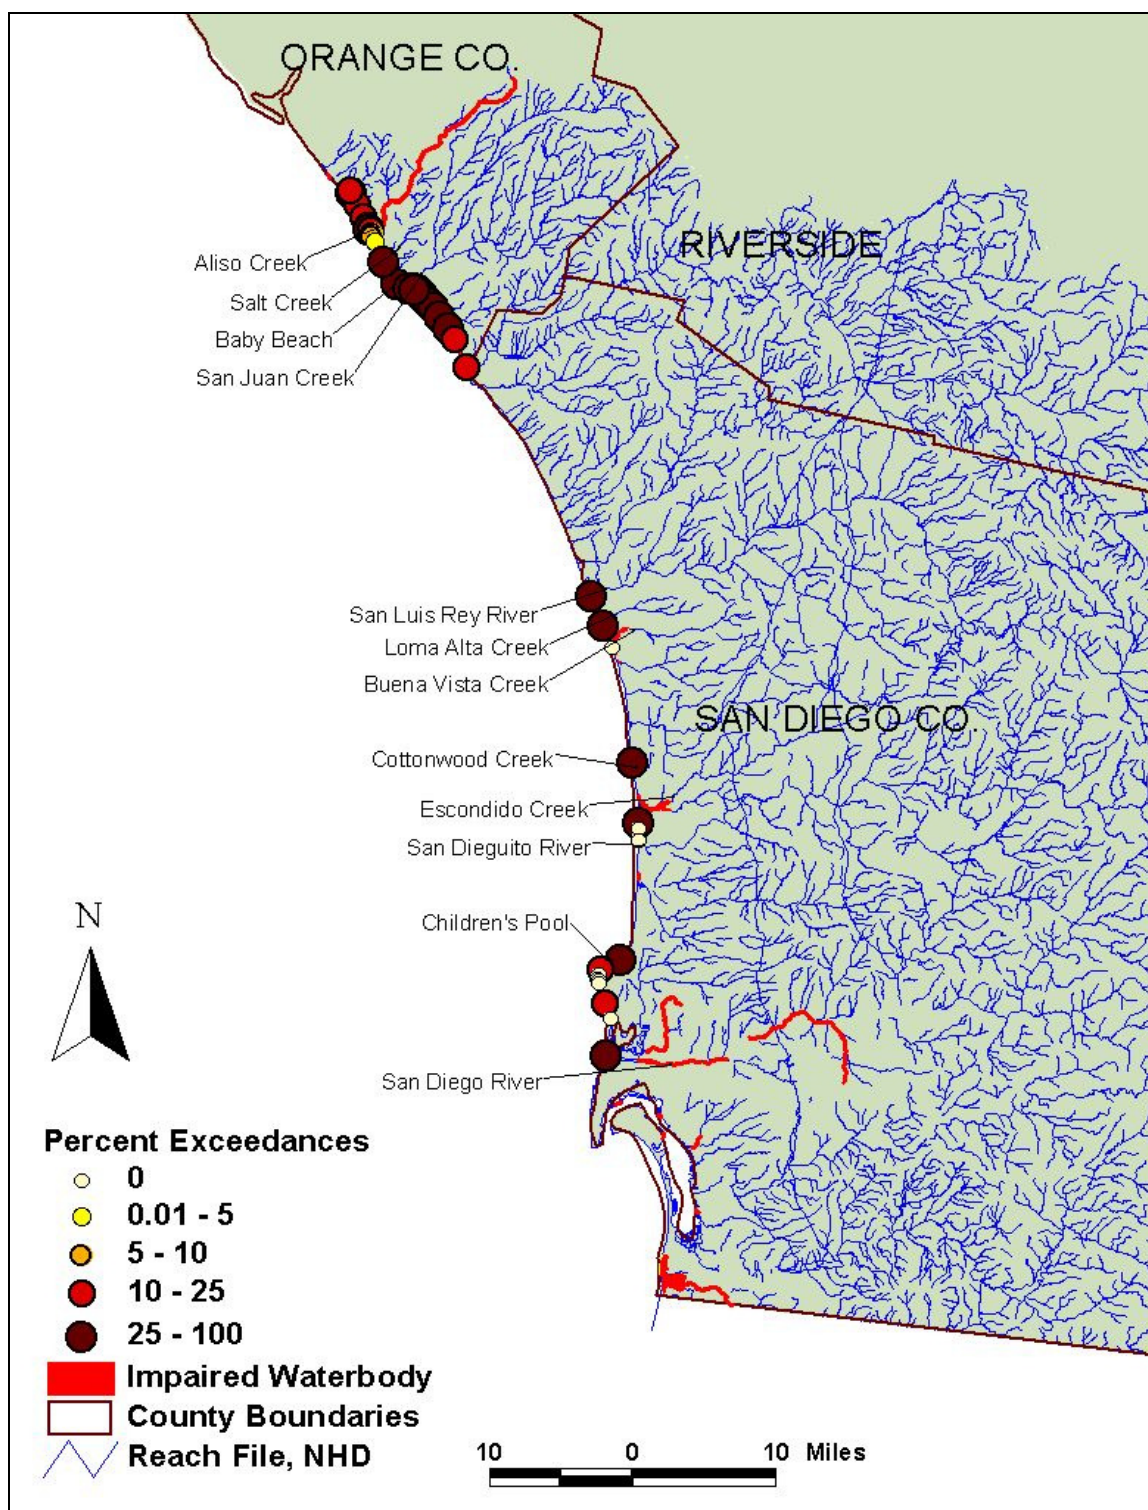 ORANGE CO.
RIVERSIDE
Aliso Creek
Salt Creek
Baby Beach
San Juan Creek
San Luis Rey River
Loma Alta Creek
Buena Vista Creek
SAN DIEGO CO.
Cottonwood Creek
Escondido Creek
San Dieguito River
N
Children's Pool
San Diego River
Percent Exceedances
0
0.01 - 5
5 - 10
10 - 25
25 - 100
Impaired Waterbody
County Boundaries
Reach File, NHD
10 0 10 Miles